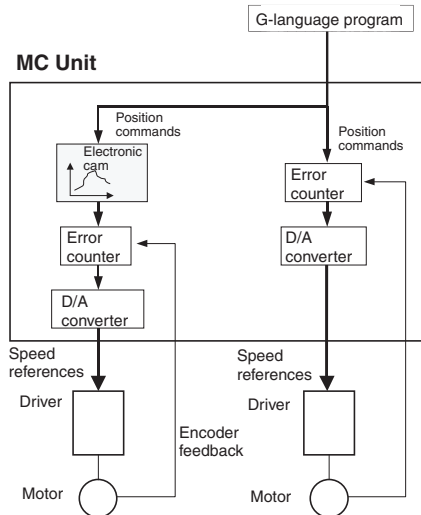 G-language program
MC Unit
Position
commands
Position
commands
Electronic
cam
Error
counter
Error
counter
D/A
converter
D/A
converter
Speed
references
Speed
references
Driver
Driver
Encoder
feedback
Motor
Motor